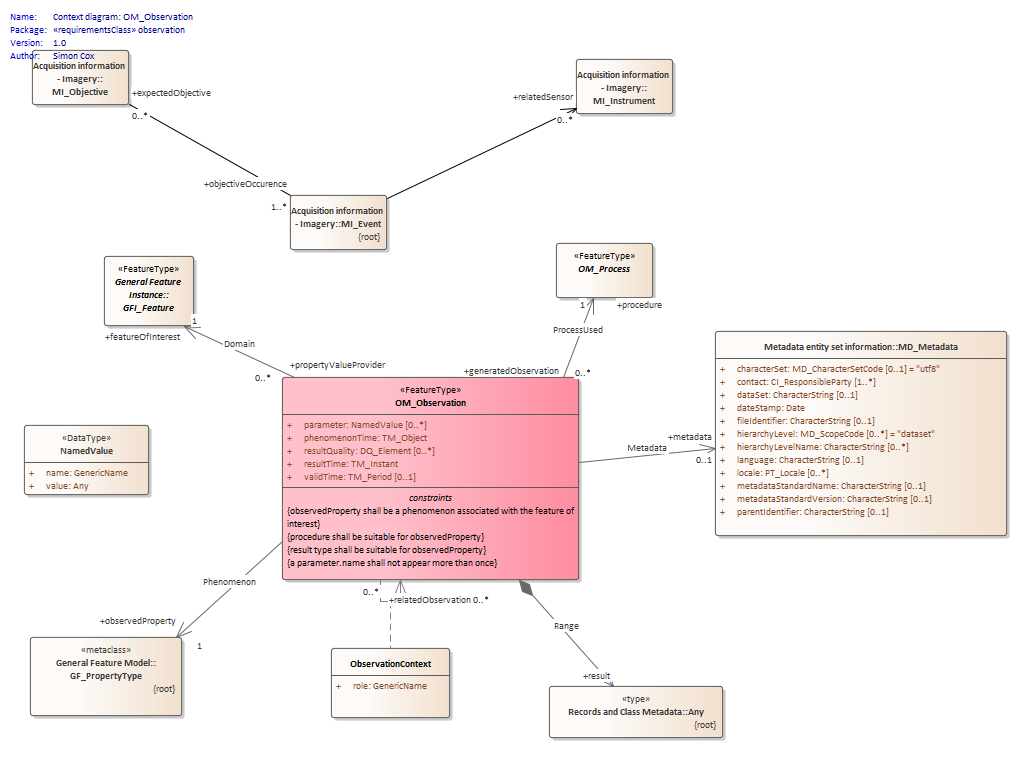 Name: Context diagram: OM_Observation
Package: «requirementsClass» observation
Version: 1.0
Author: Simon Cox
Acquisition information
- Imagery::
MI_Objective
+expectedObjective
0..*
Acquisition information
- Imagery::
MI_Instrument
+relatedSensor
0..*
+objectiveOccurence
1..*
Acquisition information
- Imagery::MI_Event
{root}
«FeatureType»
General Feature
Instance::
GFI_Feature
1
+featureOfInterest
Domain
+propertyValueProvider
0..*
«FeatureType»
OM_Process
1
+procedure
ProcessUsed
+generatedObservation
0..*
Metadata entity set information::MD_Metadata
+ characterSet: MD_CharacterSetCode [0..1] = "utf8"
+ contact: CI_ResponsibleParty [1..*]
+ dataSet: CharacterString [0..1]
+ dateStamp: Date
+ fileIdentifier: CharacterString [0..1]
+ hierarchyLevel: MD_ScopeCode [0..*] = "dataset"
+ hierarchyLevelName: CharacterString [0..*]
+ language: CharacterString [0..1]
+ locale: PT_Locale [0..*]
+ metadataStandardName: CharacterString [0..1]
+ metadataStandardVersion: CharacterString [0..1]
+ parentIdentifier: CharacterString [0..1]
«FeatureType»
OM_Observation
+ parameter: NamedValue [0..*]
+ phenomenonTime: TM_Object
+ resultQuality: DQ_Element [0..*]
+ resultTime: TM_Instant
+ validTime: TM_Period [0..1]
constraints
{observedProperty shall be a phenomenon associated with the feature of
interest}
{procedure shall be suitable for observedProperty}
{result type shall be suitable for observedProperty}
{a parameter.name shall not appear more than once}
+metadata
Metadata
0..1
«DataType»
NamedValue
+ name: GenericName
+ value: Any
Phenomenon
+observedProperty
1
«metaclass»
General Feature Model::
GF_PropertyType
{root}
0..*
+relatedObservation 0..*
ObservationContext
+ role: GenericName
Range
+result
«type»
Records and Class Metadata::Any
{root}